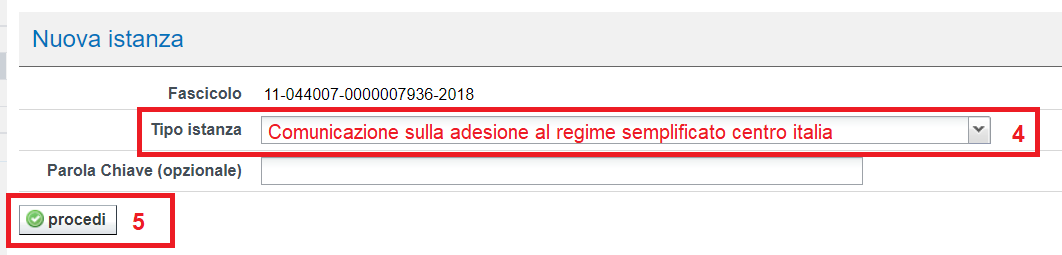 Nuova istanza
Fascicolo 11-044007-0000007936-2018
Tipo istanza Comunicazione sulla adesione al regime semplificato centro italia 4
Parola Chiave (opzionale)
procedi 5